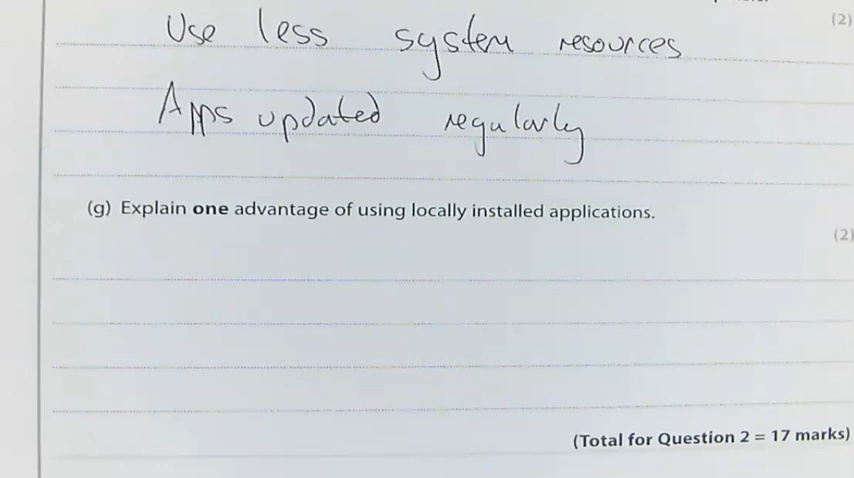 (2)
Use less system resources
Apps updated regularly
(g) Explain one advantage of using locally installed applications.
(2)
(Total for Question 2 = 17 marks)